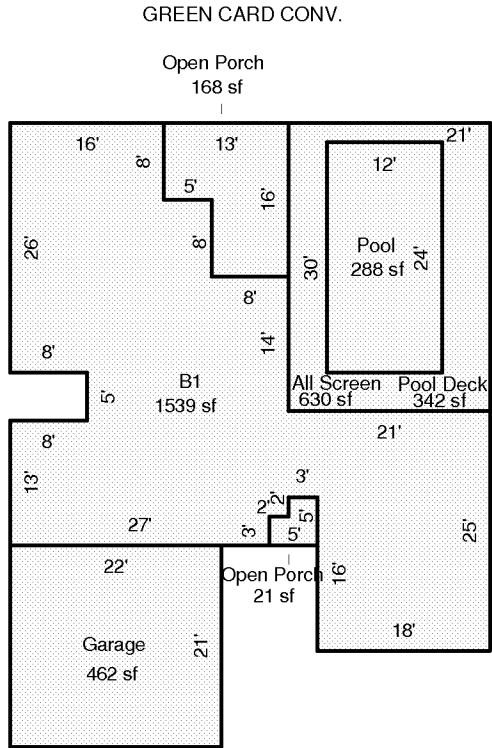 GREEN CARD CONV.
Open Porch
168 sf
16'
13'
21'
8'
12'
5'
16'
26'
8'
30'
Pool
288 sf
24'
8'
14'
8'
5'
B1
1539 sf
All Screen
630 sf
Pool Deck
342 sf
8'
21'
13'
3'
2'
2'
5'
27'
3'
5'
25'
22'
Open Porch
21 sf
16'
18'
Garage
462 sf
21'